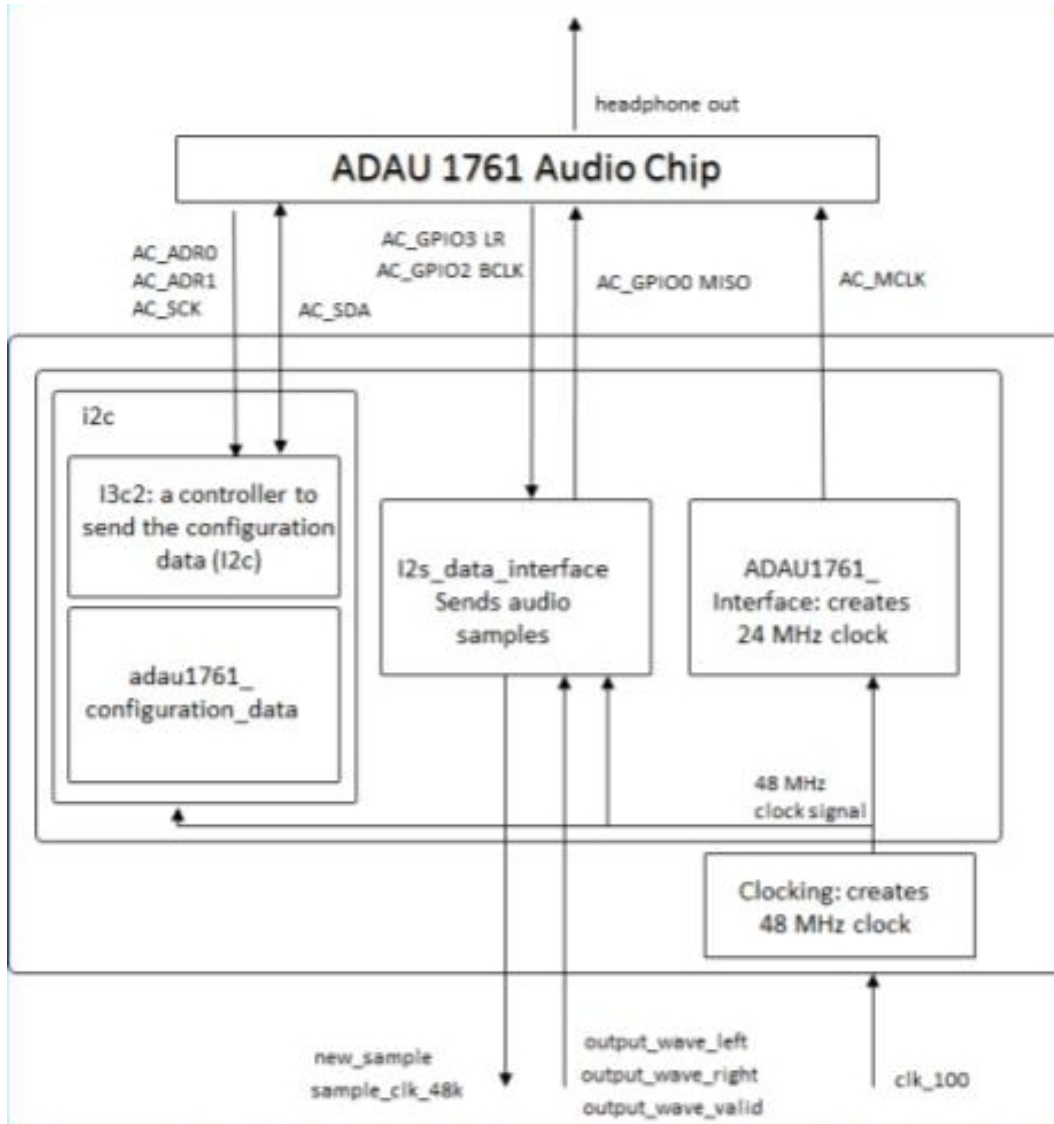 headphone out
ADAU 1761 Audio Chip
AC_ADR0
AC_ADR1
AC_SCK
AC_SDA
AC_GPIO3 LR
AC_GPIO2 BCLK
AC_GPIO0 MISO
AC_MCLK
i2c
I3c2: a controller to
send the configuration
data (I2c)
adau1761_
configuration_data
I2s_data_interface
Sends audio
samples
ADAU1761_
Interface: creates
24 MHz clock
48 MHz
clock signal
Clocking: creates
48 MHz clock
new_sample
sample_clk_48k
output_wave_left
output_wave_right
output_wave_valid
clk_100